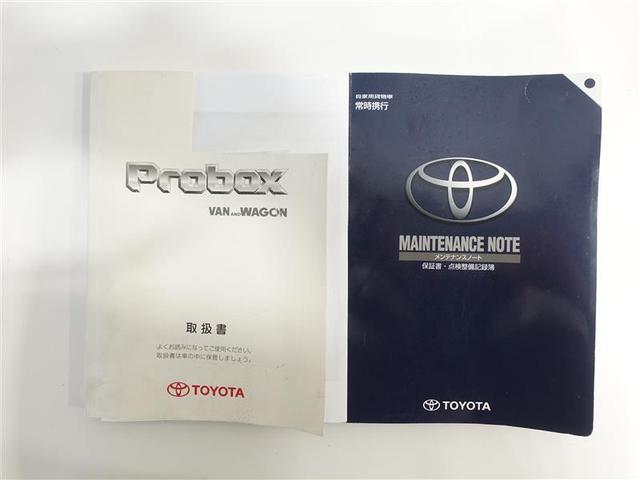 Probox
VAN AND WAGON
取扱書
よくお読みになってご使用ください。
取扱書は車の中に保管しましょう。
TOYOTA
自家用貨物車
常時携行
MAINTENANCE NOTE
メンテナンスノート
保証書・点検整備記録簿
TOYOTA